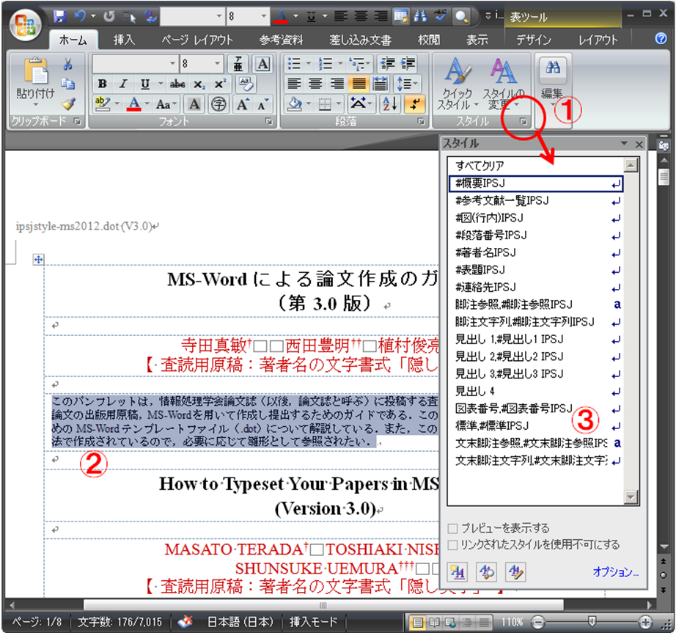 8
i...
表ツール
ホーム 挿入 ページ レイアウト 参考資料 差し込み文書 校閲 表示 デザイン レイアウト
貼り付け
8
B I U abc x₂ x²
Aa
クイック スタイル
スタイルの 変更
編集
①
クリップボード フォント 段落 スタイル
スタイル
すべてクリア
#概要IPSJ
#参考文献一覧IPSJ
#図(行内)IPSJ
#段落番号IPSJ
#著者名IPSJ
#表題IPSJ
#連絡先IPSJ
脚注参照,#脚注参照IPSJ a
脚注文字列,#脚注文字列IPSJ
見出し 1,#見出し1 IPSJ
見出し 2,#見出し2 IPSJ
見出し 3,#見出し3 IPSJ
見出し 4
図表番号,#図表番号IPSJ
③
標準,#標準IPSJ
文末脚注参照,#文末脚注参照IPS a
文末脚注文字列,#文末脚注文字
プレビューを表示する
リンクされたスタイルを使用不可にする
オプション...
ipsjstyle-ms2012.dot(V3.0)
MS-Word による論文作成のガ
（第 3.0 版）
寺田真敏†□□西田豊明††□植村俊亮
【・査読用原稿：著者名の文字書式「隠し
このパンフレットは，情報処理学会論文誌（以後，論文誌と呼ぶ）に投稿する査
論文の出版用原稿，MS-Wordを用いて作成し提出するためのガイドである．この
めの MS-Word テンプレートファイル（.dot）について解説している．また，この
法で作成されているので，必要に応じて雛形として参照されたい．
②
How·to·Typeset·Your·Papers·in·MS
(Version·3.0)
MASATO·TERADA†□TOSHIAKI·NISH
SHUNSUKE·UEMURA†††□
【・査読用原稿：著者名の文字書式「隠し
ページ: 1/8 文字数: 176/7,015 日本語 (日本) 挿入モード 110%